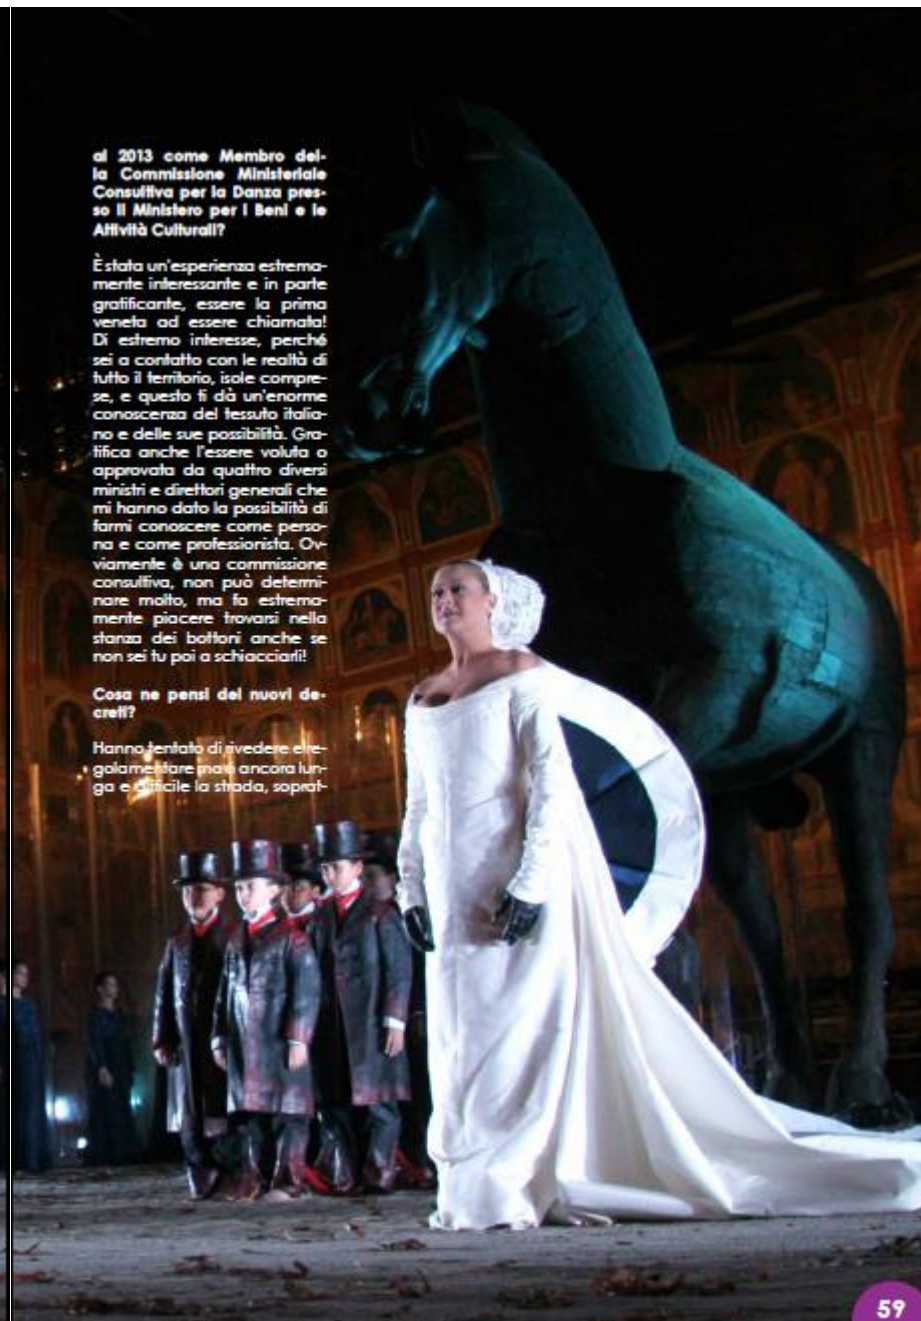 al 2013 come Membro del-
la Commissione Ministeriale
Consultiva per la Danza pres-
so il Ministero per i Beni e le
Attività Culturali?
È stata un'esperienza estrema-
mente interessante e in parte
gratificante, essere la prima
veneta ad essere chiamata!
Di estremo interesse, perché
sei a contatto con le realtà di
tutto il territorio, isole compre-
se, e questo ti dà un'enorme
conoscenza del tessuto italia-
no e delle sue possibilità. Gra-
tifica anche l'essere voluta o
approvata da quattro diversi
ministri e direttori generali che
mi hanno dato la possibilità di
farmi conoscere come perso-
na e come professionista. Ov-
viamente è una commissione
consultiva, non può determi-
nare molto, ma fa estrema-
mente piacere trovarsi nella
stanza dei bottoni anche se
non sei tu poi a schiacciarli!
Cosa ne pensi dei nuovi de-
creti?
Hanno tentato di rivedere e re-
golamentare ma è ancora lun-
ga e difficile la strada, soprat-
59